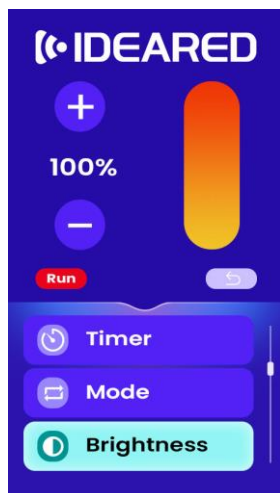 IDEARED
+
100%
−
Run
Timer
Mode
Brightness